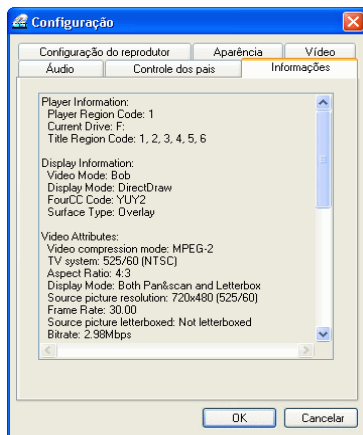 Configuração
Configuração do reprodutor
Aparência
Vídeo
Áudio
Controle dos pais
Informações
Player Information:
Player Region Code: 1
Current Drive: F:
Title Region Code: 1, 2, 3, 4, 5, 6
Display Information:
Video Mode: Bob
Display Mode: DirectDraw
FourCC Code: YUY2
Surface Type: Overlay
Video Attributes:
Video compression mode: MPEG-2
TV system: 525/60 (NTSC)
Aspect Ratio: 4:3
Display Mode: Both Pan&scan and Letterbox
Source picture resolution: 720x480 (525/60)
Frame Rate: 30.00
Source picture letterboxed: Not letterboxed
Bitrate: 2.98Mbps
OK
Cancelar